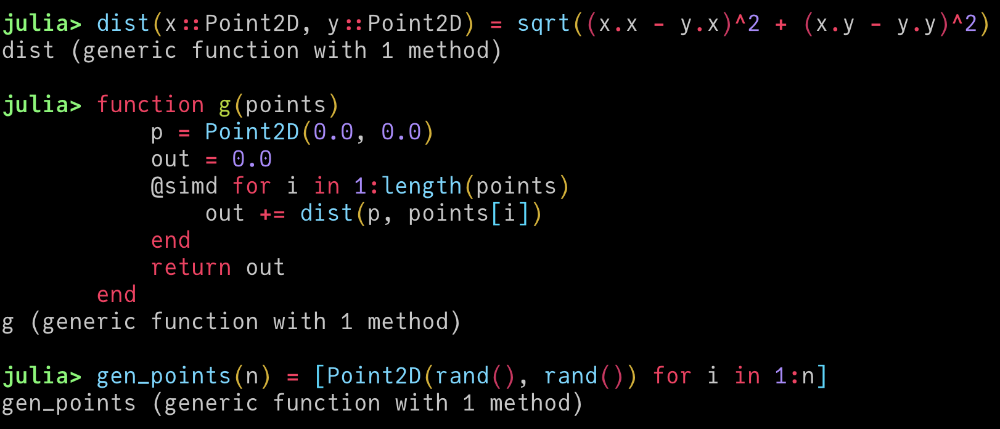 julia> dist(x::Point2D, y::Point2D) = sqrt((x.x - y.x)^2 + (x.y - y.y)^2)
dist (generic function with 1 method)

julia> function g(points)
           p = Point2D(0.0, 0.0)
           out = 0.0
           @simd for i in 1:length(points)
               out += dist(p, points[i])
           end
           return out
       end
g (generic function with 1 method)

julia> gen_points(n) = [Point2D(rand(), rand()) for i in 1:n]
gen_points (generic function with 1 method)